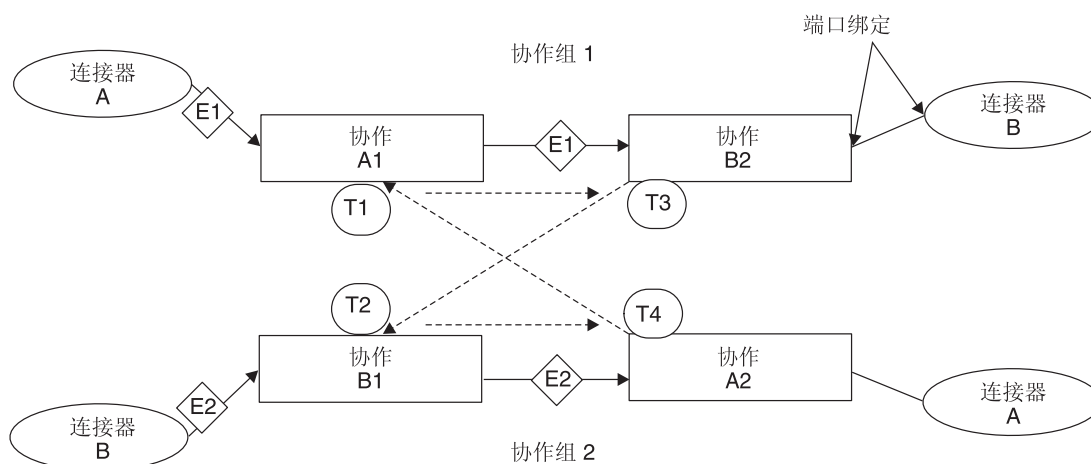 端口绑定
协作组 1
连接器
A
E1
协作
A1
E1
协作
B2
连接器
B
T1
T3
T2
T4
协作
B1
E2
协作
A2
E2
连接器
B
连接器
A
协作组 2